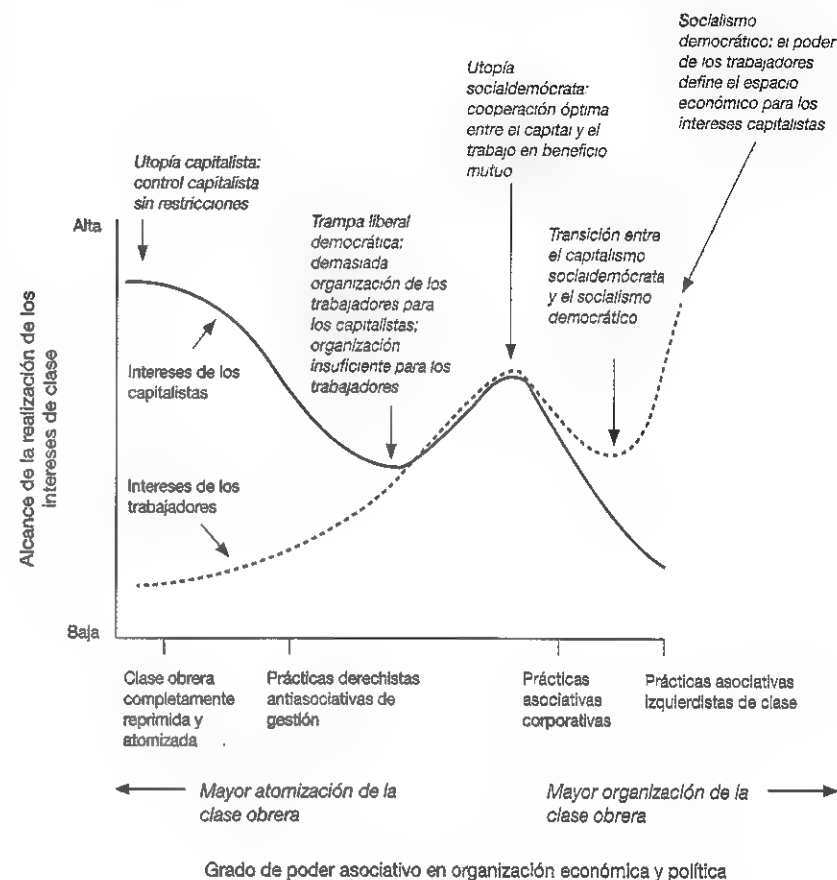 Socialismo
democrático: el poder
de los trabajadores
define el espacio
económico para los
intereses capitalistas
Utopía
socialdemócrata:
cooperación óptima
entre el capital y el
trabajo en beneficio
mutuo
Utopía capitalista:
control capitalista
sin restricciones
Trampa liberal
democrática:
demasiada
organización de los
trabajadores para
los capitalistas;
organización
insuficiente para los
trabajadores
Transición entre
el capitalismo
socialdemócrata
y el socialismo
democrático
Alta
Intereses de los
capitalistas
Intereses de los
trabajadores
Alcance de la realización de los
intereses de clase
Baja
Clase obrera
completamente
reprimida y
atomizada
Prácticas derechistas
antiasociativas de
gestión
Prácticas
asociativas
corporativas
Prácticas asociativas
izquierdistas de clase
Mayor atomización de la
clase obrera
Mayor organización de la
clase obrera
Grado de poder asociativo en organización económica y política